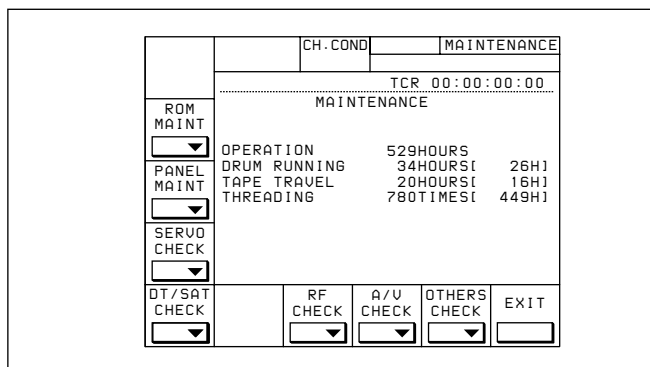 CH.COND MAINTENANCE
TCR 00:00:00:00
MAINTENANCE
ROM
MAINT
OPERATION 529HOURS
DRUM RUNNING 34HOURS[ 26H]
TAPE TRAVEL 20HOURS[ 16H]
THREADING 780TIMES[ 449H]
PANEL
MAINT
SERVO
CHECK
DT/SAT
CHECK
RF
CHECK
A/V
CHECK
OTHERS
CHECK
EXIT